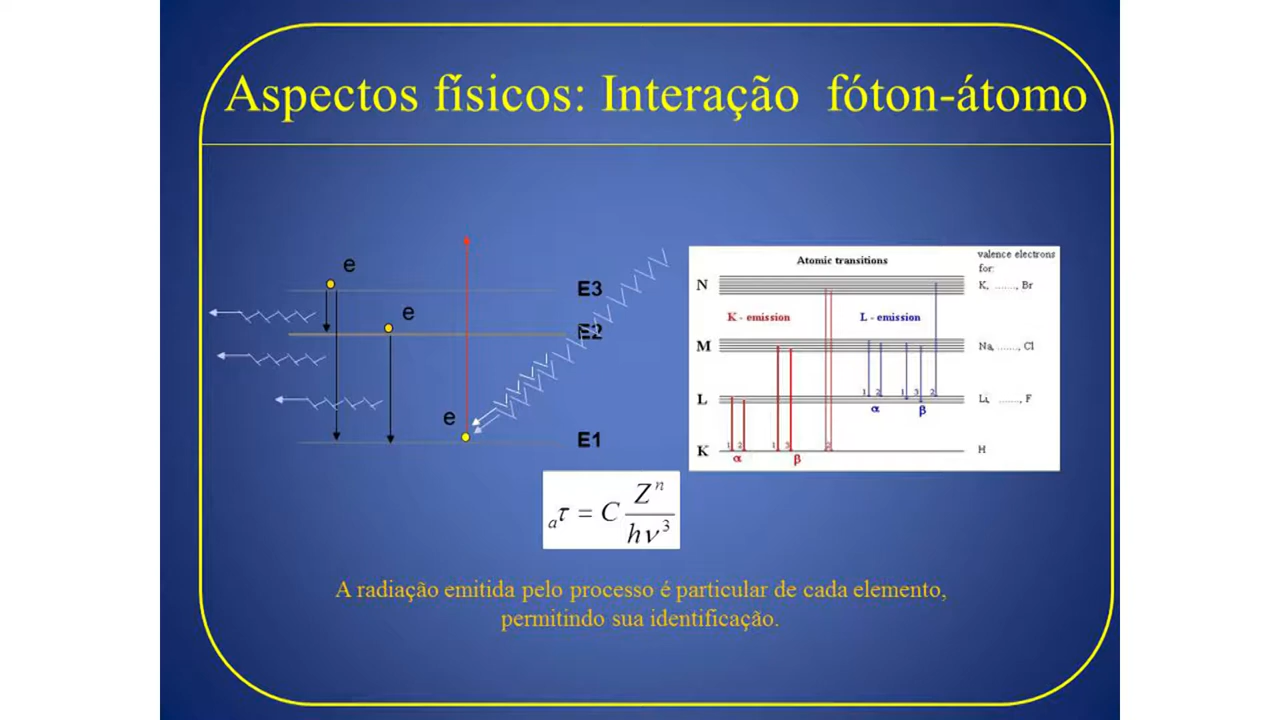 Aspectos físicos: Interação fóton-átomo
e
E3
e
E2
e
E1
Atomic transitions
valence electrons
for:
N
K, ......., Br
K - emission
L - emission
M
Na, ......., Cl
L
1 2 1 3 2
Li, ......., F
α β
K
1 2 1 3 2
H
α β
aτ = C Zⁿ / hν³
A radiação emitida pelo processo é particular de cada elemento,
permitindo sua identificação.